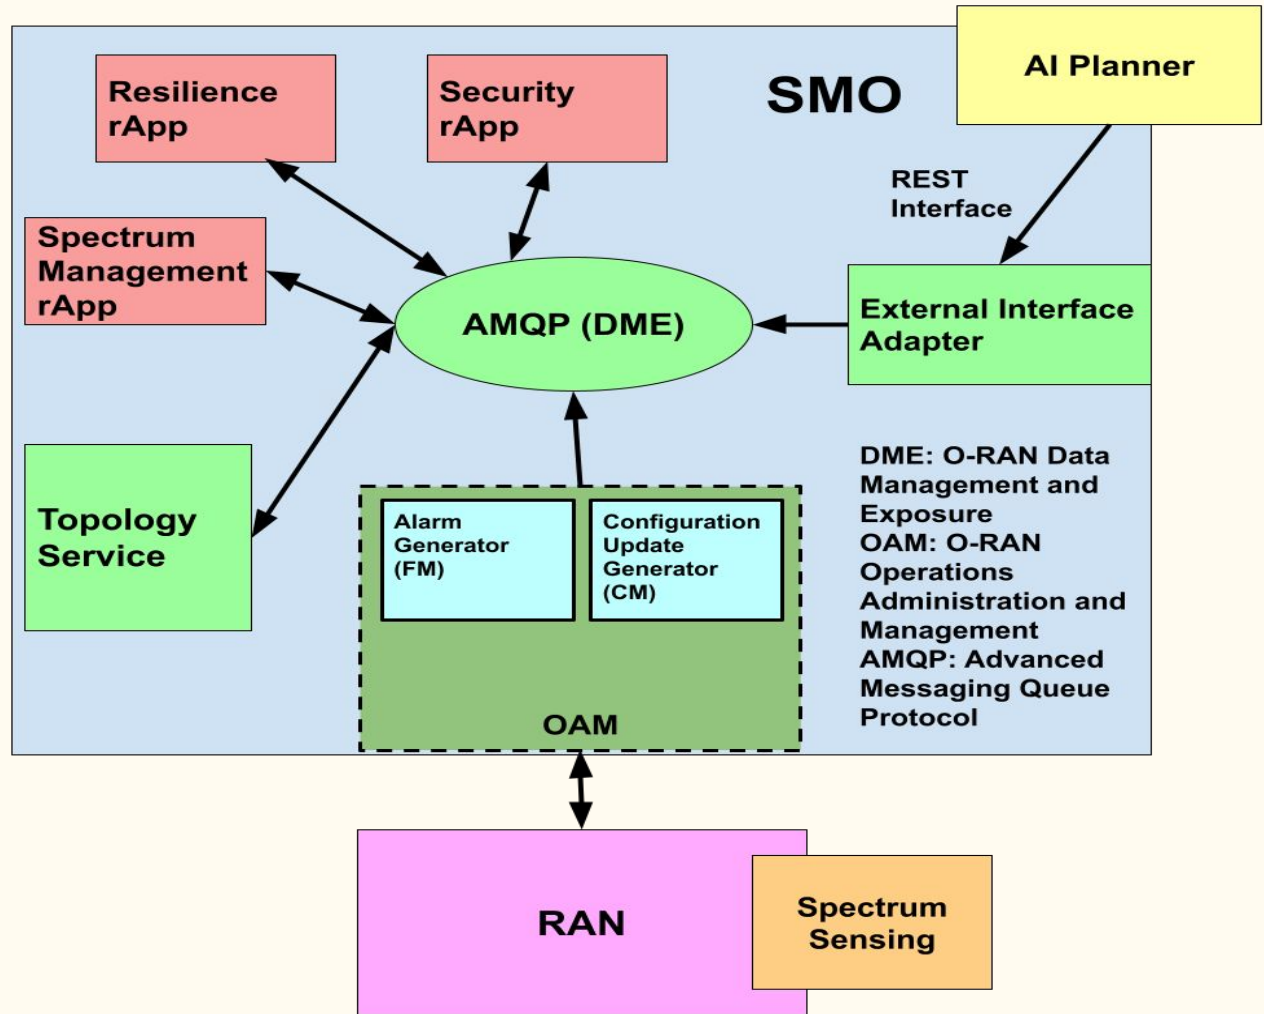 AI Planner
SMO
Resilience
rApp
Security
rApp
REST
Interface
Spectrum
Management
rApp
AMQP (DME)
External Interface
Adapter
Topology
Service
Alarm
Generator
(FM)
Configuration
Update
Generator
(CM)
OAM
DME: O-RAN Data
Management and
Exposure
OAM: O-RAN
Operations
Administration and
Management
AMQP: Advanced
Messaging Queue
Protocol
RAN
Spectrum
Sensing